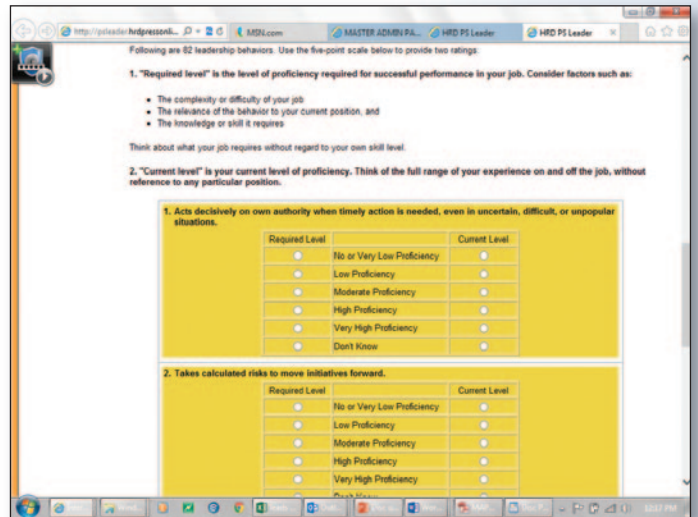 http://psleader.hrdpressonli...
MSN.com
MASTER ADMIN PA...
HRD PS Leader
HRD PS Leader
Following are 82 leadership behaviors. Use the five-point scale below to provide two ratings:
1. "Required level" is the level of proficiency required for successful performance in your job. Consider factors such as:
• The complexity or difficulty of your job
• The relevance of the behavior to your current position, and
• The knowledge or skill it requires
Think about what your job requires without regard to your own skill level.
2. "Current level" is your current level of proficiency. Think of the full range of your experience on and off the job, without
reference to any particular position.
1. Acts decisively on own authority when timely action is needed, even in uncertain, difficult, or unpopular
situations.
Required Level Current Level
No or Very Low Proficiency
Low Proficiency
Moderate Proficiency
High Proficiency
Very High Proficiency
Don't Know
2. Takes calculated risks to move initiatives forward.
Required Level Current Level
No or Very Low Proficiency
Low Proficiency
Moderate Proficiency
High Proficiency
Very High Proficiency
Don't Know
12:13 PM